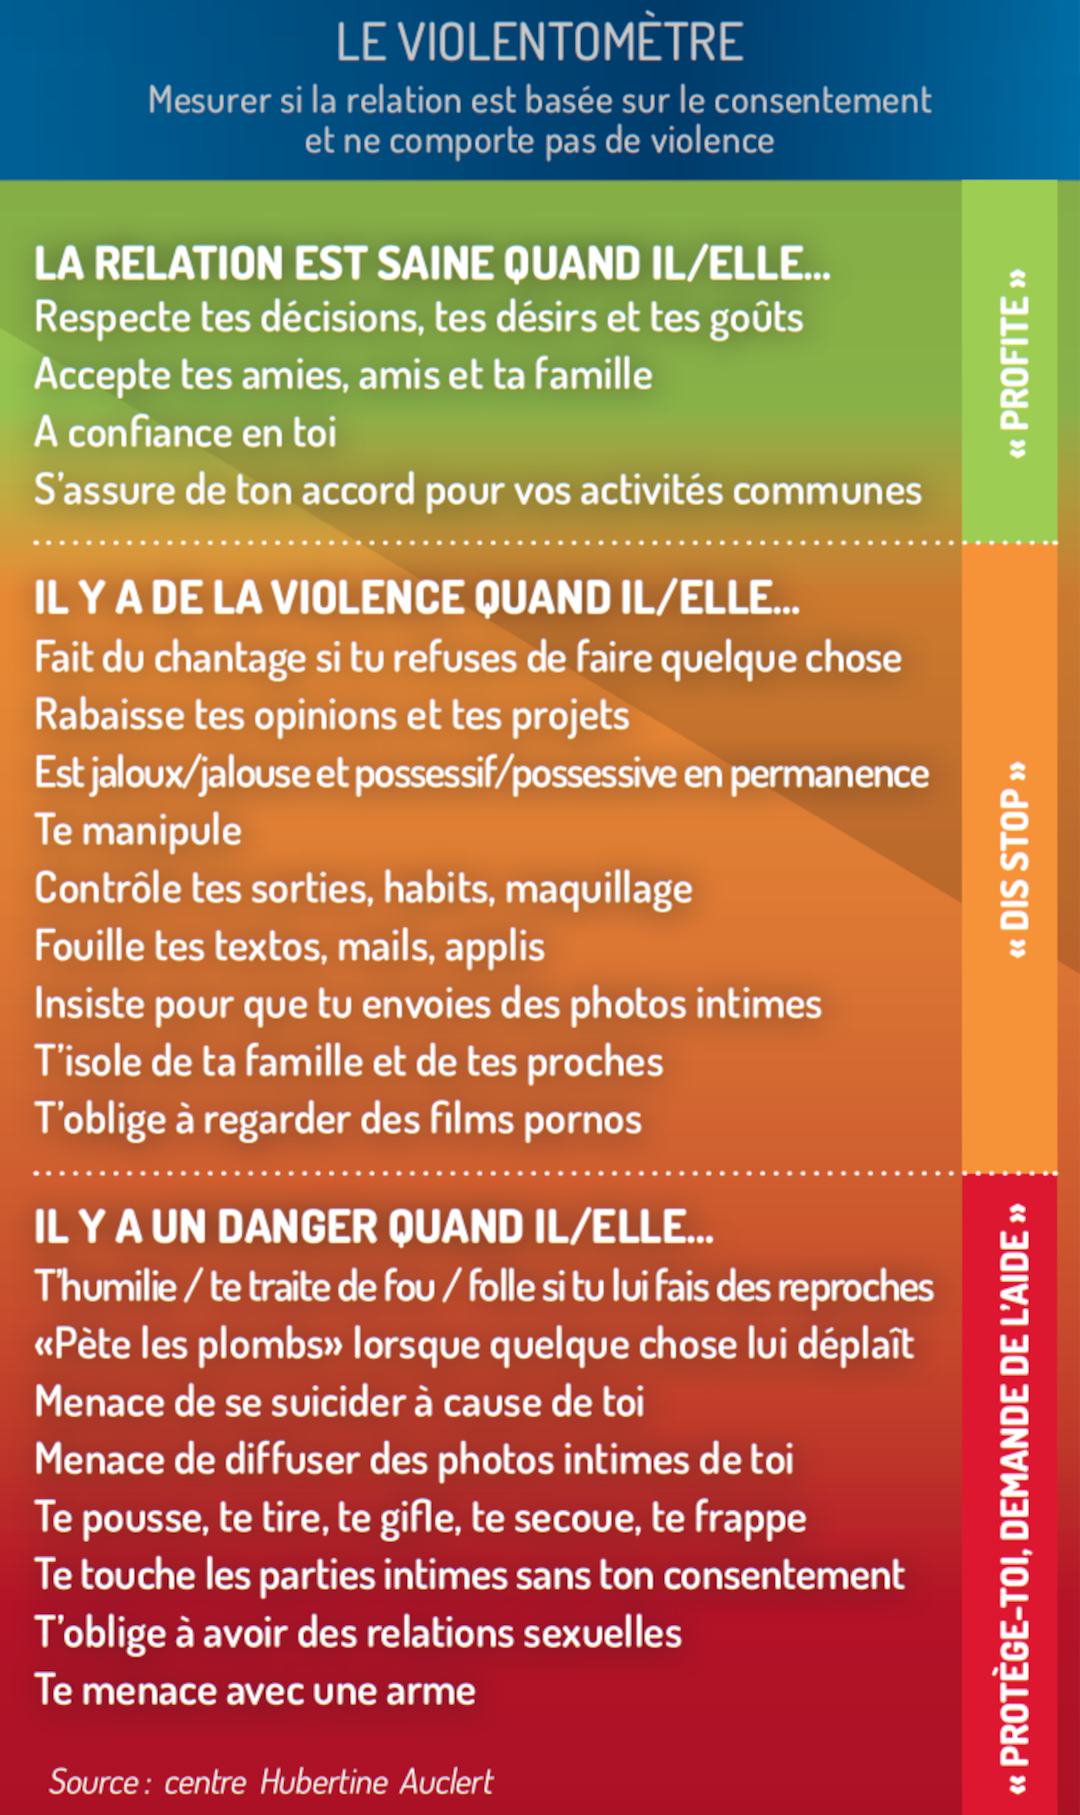 LE VIOLENTOMÈTRE
Mesurer si la relation est basée sur le consentement
et ne comporte pas de violence
LA RELATION EST SAINE QUAND IL/ELLE...
Respecte tes décisions, tes désirs et tes goûts
Accepte tes amies, amis et ta famille
A confiance en toi
S'assure de ton accord pour vos activités communes
« PROFITE »
IL Y A DE LA VIOLENCE QUAND IL/ELLE...
Fait du chantage si tu refuses de faire quelque chose
Rabaisse tes opinions et tes projets
Est jaloux/jalouse et possessif/possessive en permanence
Te manipule
Contrôle tes sorties, habits, maquillage
Fouille tes textos, mails, applis
Insiste pour que tu envoies des photos intimes
T'isole de ta famille et de tes proches
T'oblige à regarder des films pornos
« DIS STOP »
IL Y A UN DANGER QUAND IL/ELLE...
T'humilie / te traite de fou / folle si tu lui fais des reproches
«Pète les plombs» lorsque quelque chose lui déplaît
Menace de se suicider à cause de toi
Menace de diffuser des photos intimes de toi
Te pousse, te tire, te gifle, te secoue, te frappe
Te touche les parties intimes sans ton consentement
T'oblige à avoir des relations sexuelles
Te menace avec une arme
« PROTÈGE-TOI, DEMANDE DE L'AIDE »
Source : centre Hubertine Auclert